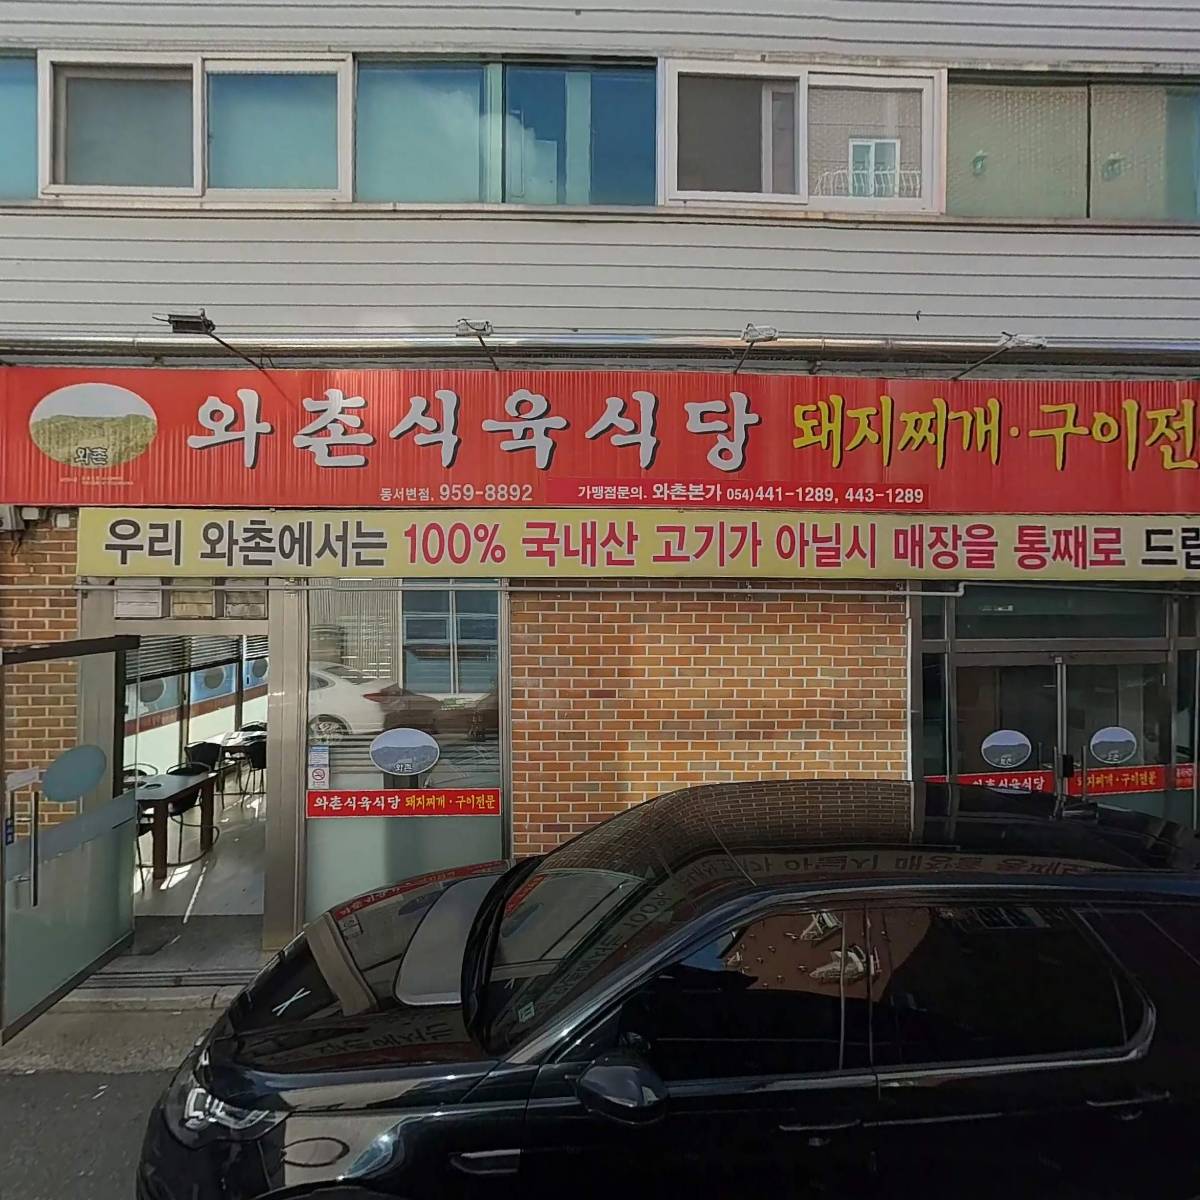 와촌
와촌식육식당 돼지찌개·구이전
동서변점. 959-8892 가맹점문의. 와촌본가 054)441-1289, 443-1289
우리 와촌에서는 100% 국내산 고기가 아닐시 매장을 통째로 드립
와촌
와촌식육식당 돼지찌개·구이전문
와촌식육식당 돼지찌개·구이전문